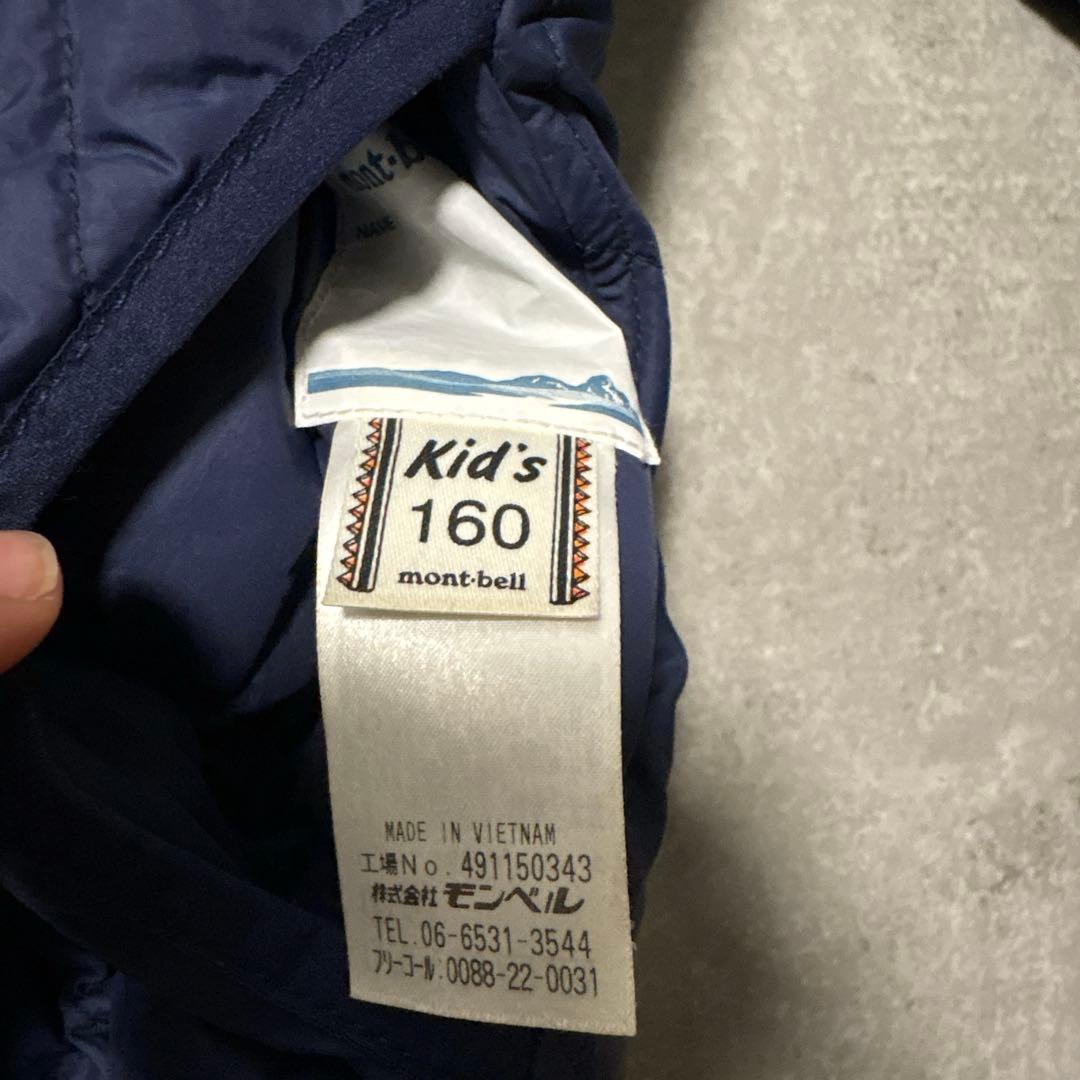 NAME
Kid's
160
mont·bell
MADE IN VIETNAM
工場No. 491150343
株式会社 モンベル
TEL.06-6531-3544
フリーコール:0088-22-0031